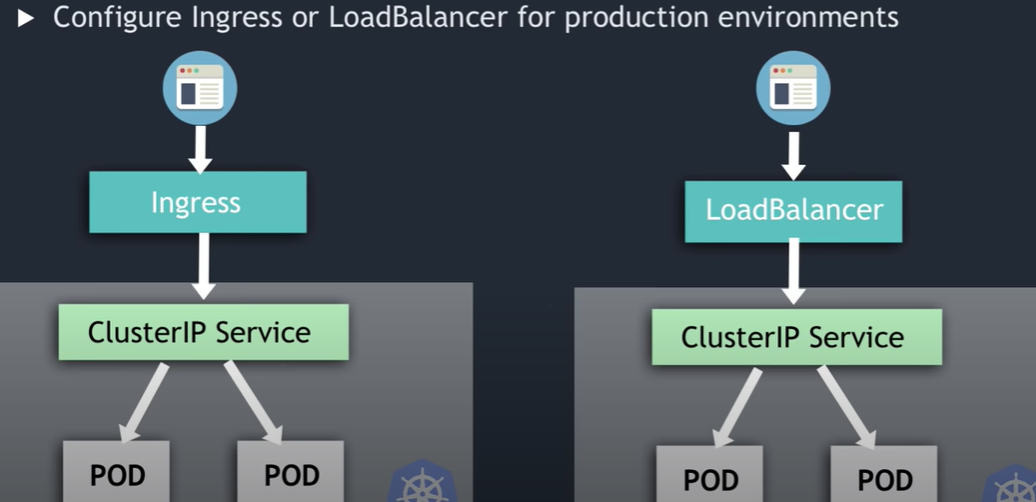 ► Configure Ingress or LoadBalancer for production environments
Ingress
LoadBalancer
ClusterIP Service
ClusterIP Service
POD
POD
POD
POD